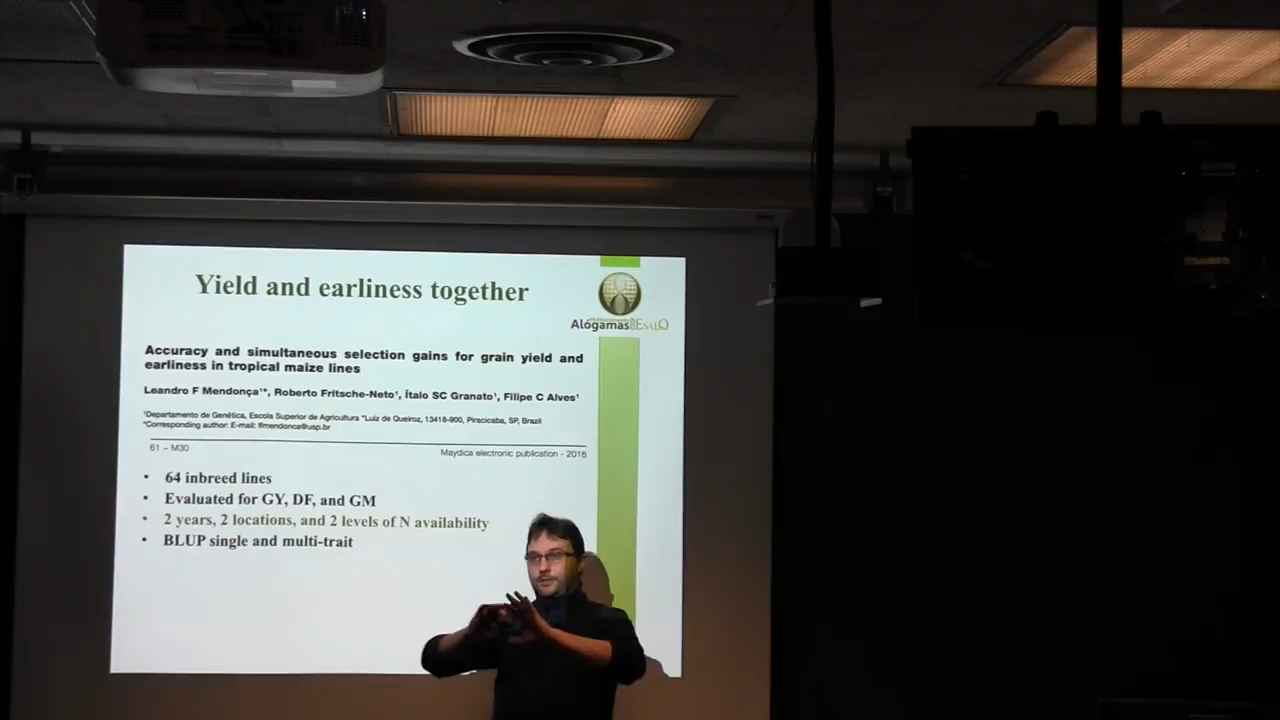 Yield and earliness together
Alógamas ESALQ
Accuracy and simultaneous selection gains for grain yield and
earliness in tropical maize lines
Leandro F Mendonça¹*, Roberto Fritsche-Neto¹, Ítalo SC Granato¹, Filipe C Alves¹
¹Departamento de Genética, Escola Superior de Agricultura "Luiz de Queiroz, 13418-900, Piracicaba, SP, Brazil
*Corresponding author: E-mail: lfmendonca@usp.br
61 – M30
Maydica electronic publication - 2016
• 64 inbreed lines
• Evaluated for GY, DF, and GM
• 2 years, 2 locations, and 2 levels of N availability
• BLUP single and multi-trait